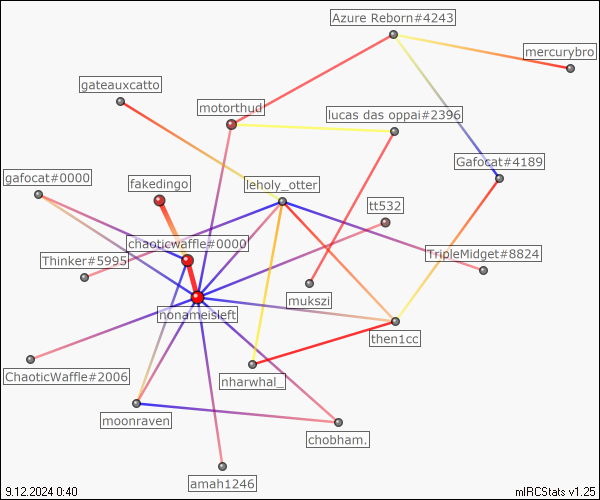 Azure Reborn#4243
mercurybro
gateauxcatto
motorthud
lucas das oppai#2396
Gafocat#4189
gafocat#0000
fakedingo
leholy_otter
tt532
chaoticwaffle#0000
Thinker#5995
TripleMidget#8824
mukszi
nonameisleft
then1cc
ChaoticWaffle#2006
nharwhal_
moonraven
chobham.
amah1246
9.12.2024 0:40
mIRCStats v1.25